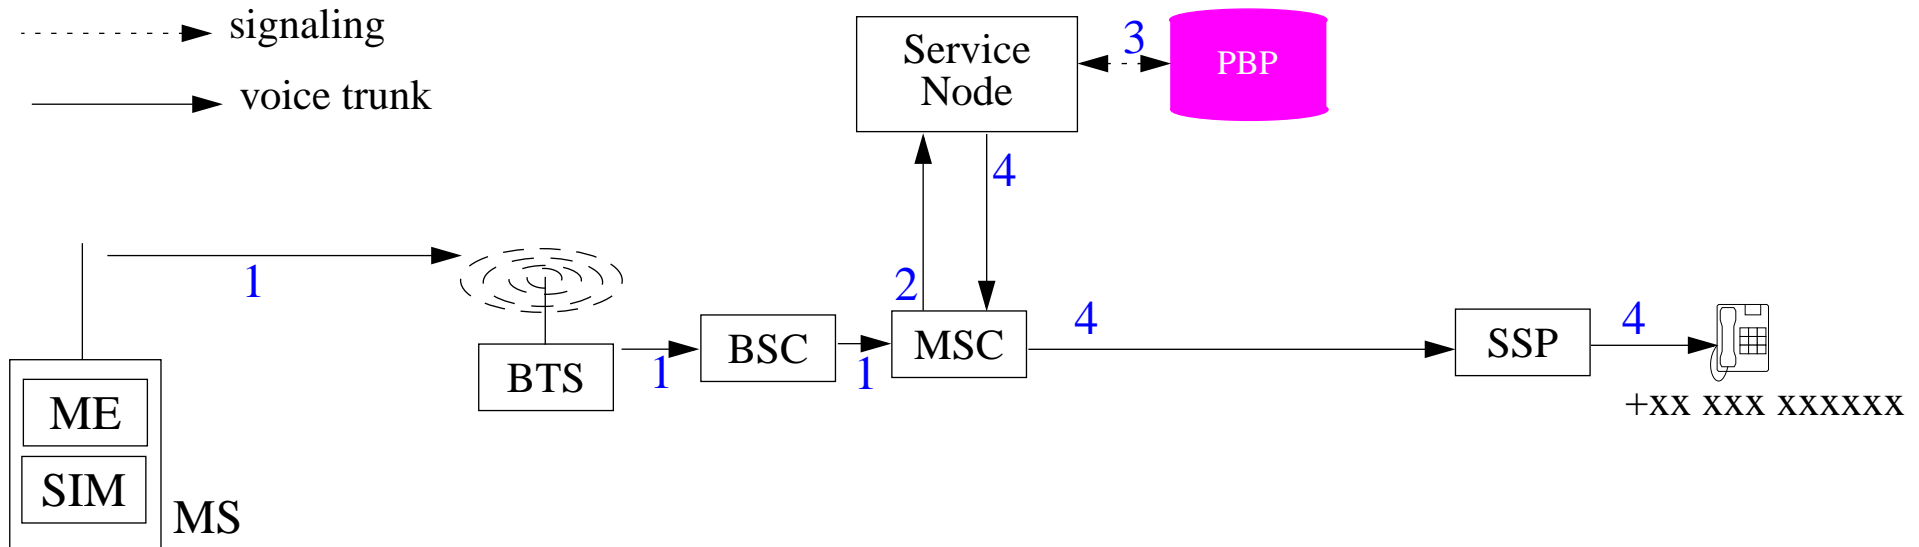 signaling
voice trunk
Service
Node
3
PBP
4
1
2
4
4
BTS
1
BSC
1
MSC
SSP
+xx xxx xxxxxx
ME
SIM
MS